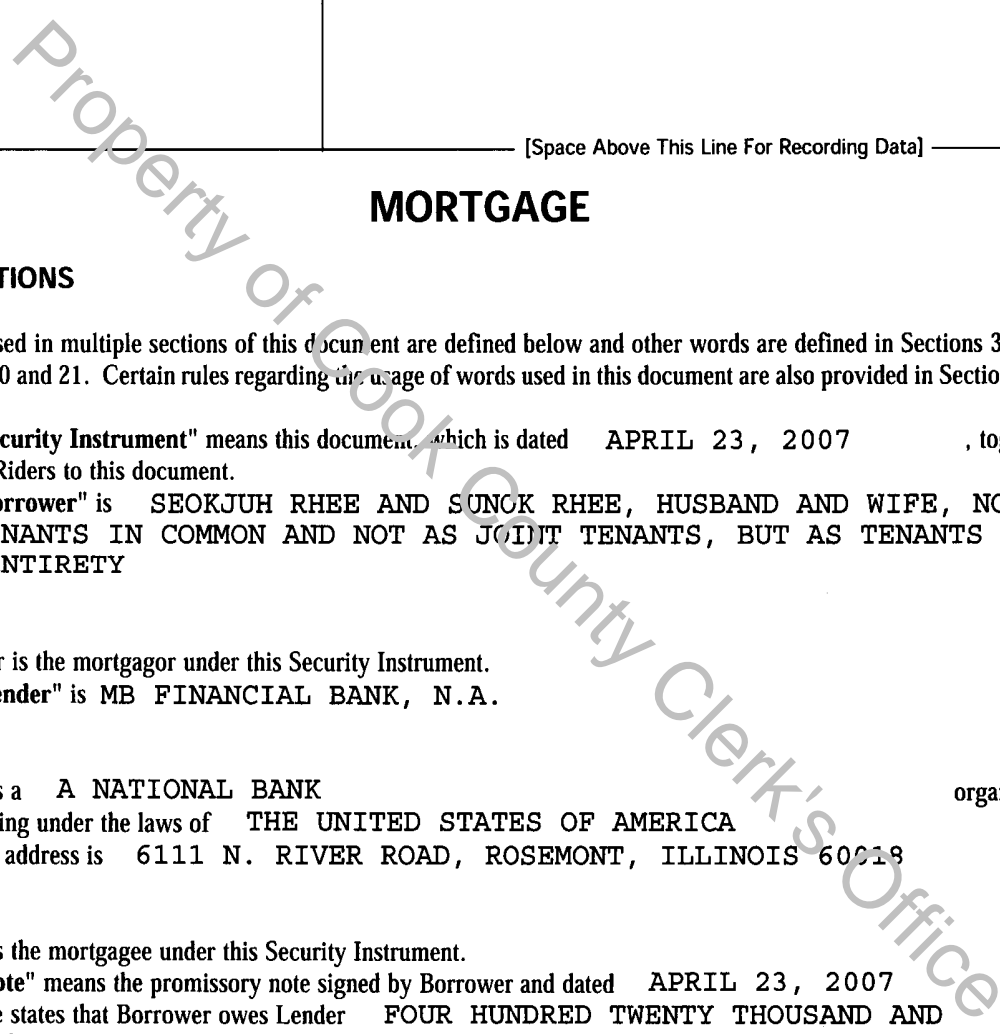 [Space Above This Line For Recording Data]
MORTGAGE
TIONS
sed in multiple sections of this document are defined below and other words are defined in Sections 3
0 and 21. Certain rules regarding the usage of words used in this document are also provided in Sectio
curity Instrument" means this document, which is dated APRIL 23, 2007 , tog
Riders to this document.
orrower" is SEOKJUH RHEE AND SUNOK RHEE, HUSBAND AND WIFE, NO
NANTS IN COMMON AND NOT AS JOINT TENANTS, BUT AS TENANTS
NTIRETY
r is the mortgagor under this Security Instrument.
ender" is MB FINANCIAL BANK, N.A.
s a A NATIONAL BANK orga
ing under the laws of THE UNITED STATES OF AMERICA
address is 6111 N. RIVER ROAD, ROSEMONT, ILLINOIS 60018
s the mortgagee under this Security Instrument.
ote" means the promissory note signed by Borrower and dated APRIL 23, 2007
e states that Borrower owes Lender FOUR HUNDRED TWENTY THOUSAND AND
Property of Cook County Clerk's Office